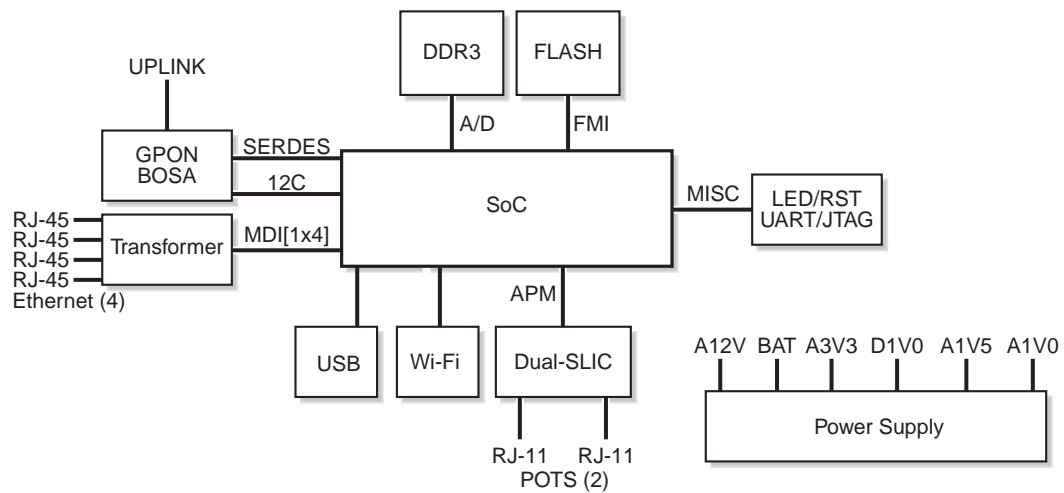 DDR3
FLASH
UPLINK
A/D
FMI
GPON
BOSA
SERDES
12C
SoC
MISC
LED/RST
UART/JTAG
RJ-45
RJ-45
RJ-45
RJ-45
Ethernet (4)
Transformer
MDI[1x4]
APM
USB
Wi-Fi
Dual-SLIC
RJ-11
RJ-11
POTS (2)
A12V BAT A3V3 D1V0 A1V5 A1V0
Power Supply